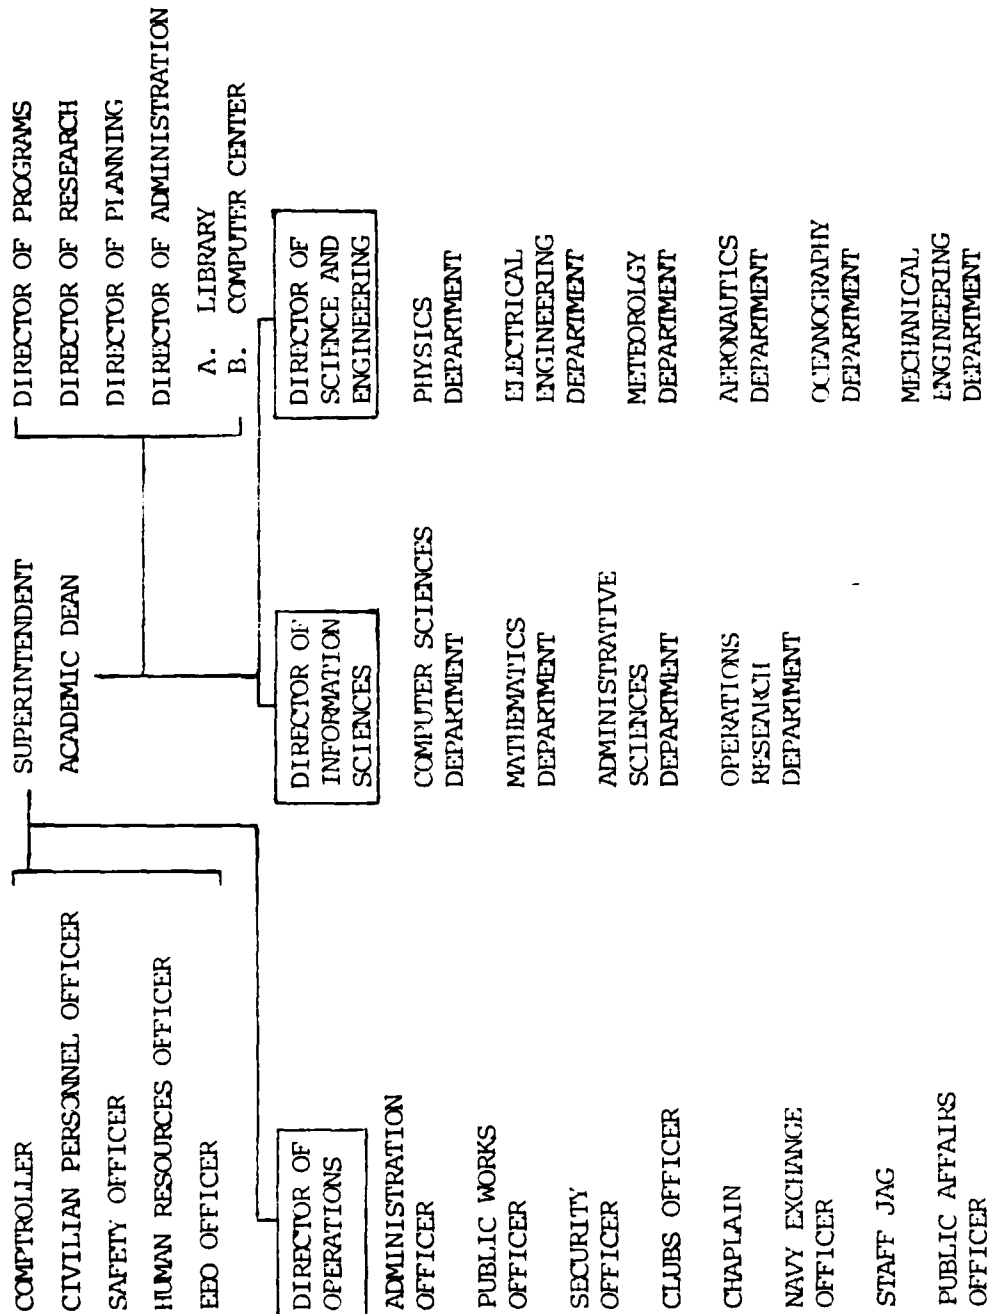 COMPTROLLER
CIVILIAN PERSONNEL OFFICER
SAFETY OFFICER
HUMAN RESOURCES OFFICER
EEO OFFICER
SUPERINTENDENT
ACADEMIC DEAN
DIRECTOR OF PROGRAMS
DIRECTOR OF RESEARCH
DIRECTOR OF PLANNING
DIRECTOR OF ADMINISTRATION
A. LIBRARY
B. COMPUTER CENTER
DIRECTOR OF
OPERATIONS
ADMINISTRATION
OFFICER
PUBLIC WORKS
OFFICER
SECURITY
OFFICER
CLUBS OFFICER
CHAPLAIN
NAVY EXCHANGE
OFFICER
STAFF JAG
PUBLIC AFFAIRS
OFFICER
DIRECTOR OF
INFORMATION
SCIENCES
COMPUTER SCIENCES
DEPARTMENT
MATHEMATICS
DEPARTMENT
ADMINISTRATIVE
SCIENCES
DEPARTMENT
OPERATIONS
RESEARCH
DEPARTMENT
DIRECTOR OF
SCIENCE AND
ENGINEERING
PHYSICS
DEPARTMENT
ELECTRICAL
ENGINEERING
DEPARTMENT
METEOROLGY
DEPARTMENT
AERONAUTICS
DEPARTMENT
OCEANOGRAPHY
DEPARTMENT
MECHANICAL
ENGINEERING
DEPARTMENT